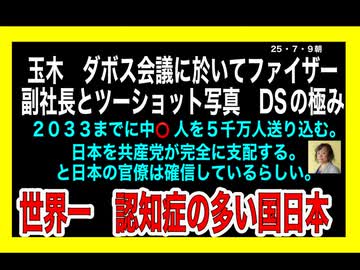 25・7・9朝
玉木　ダボス会議に於いてファイザー
副社長とツーショット写真　DSの極み
2033までに中⭕人を5千万人送り込む。
日本を共産党が完全に支配する。
と日本の官僚は確信しているらしい。
世界一　認知症の多い国日本